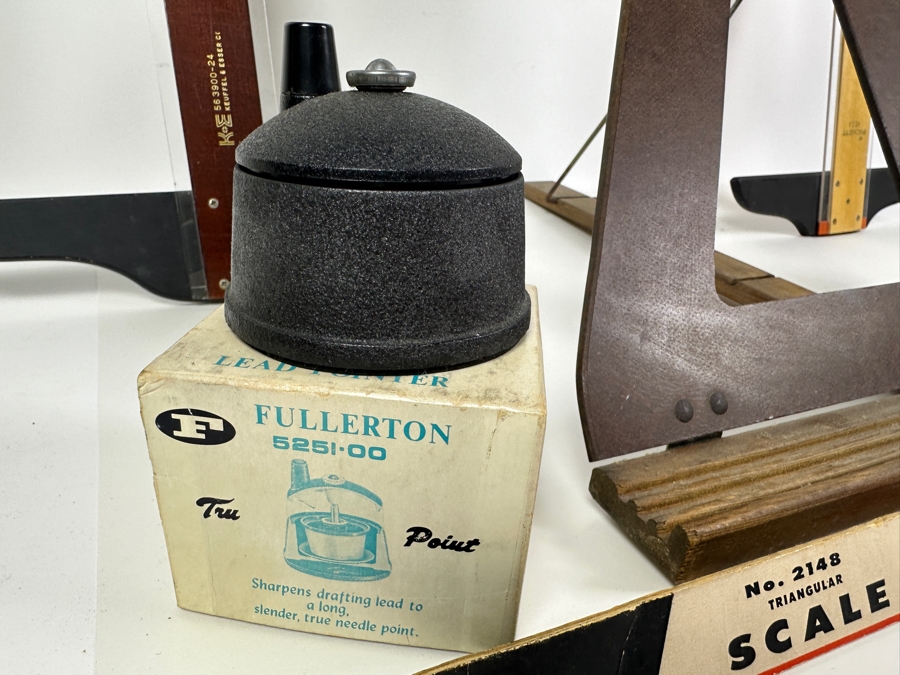 K+E 563900-24
KEUFFEL & ESSER CO
LEAD POINTER
F
FULLERTON
5251-00
Tru
Point
Sharpens drafting lead to
a long,
slender, true needle point.
No. 2148
TRIANGULAR
SCALE